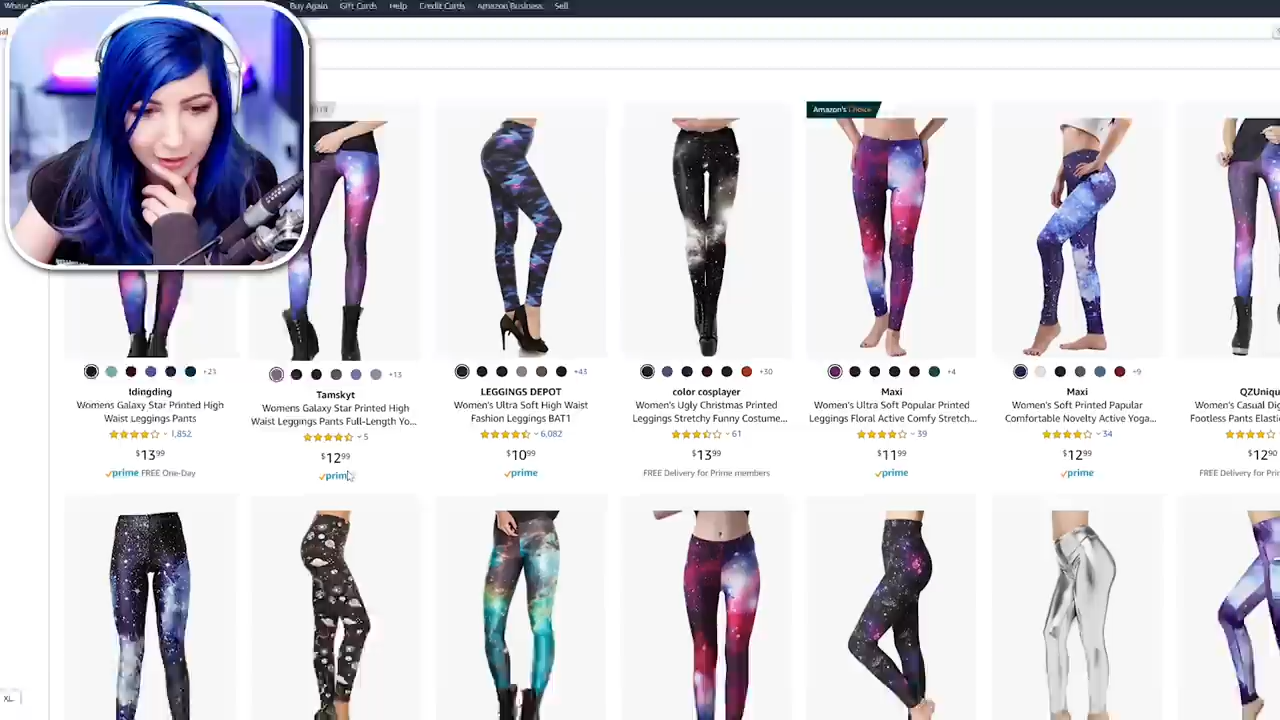 Buy Again Gift Cards Help Credit Cards Amazon Business Sell
Amazon's Choice
+21
+13
+43
+30
+4
+9
Idingding
Womens Galaxy Star Printed High
Waist Leggings Pants
1,852
$13.99
prime FREE One-Day
Tamskyt
Womens Galaxy Star Printed High
Waist Leggings Pants Full-Length Yo...
5
$12.99
prime
LEGGINGS DEPOT
Women's Ultra Soft High Waist
Fashion Leggings BAT1
6,082
$10.99
prime
color cosplayer
Women's Ugly Christmas Printed
Leggings Stretchy Funny Costume...
61
$13.99
FREE Delivery for Prime members
Maxi
Women's Ultra Soft Popular Printed
Leggings Floral Active Comfy Stretch...
39
$11.99
prime
Maxi
Women's Soft Printed Papular
Comfortable Novelty Active Yoga...
34
$12.99
prime
QZUnique
Women's Casual Dig
Footless Pants Elasti
$12.90
FREE Delivery for Pri
XL